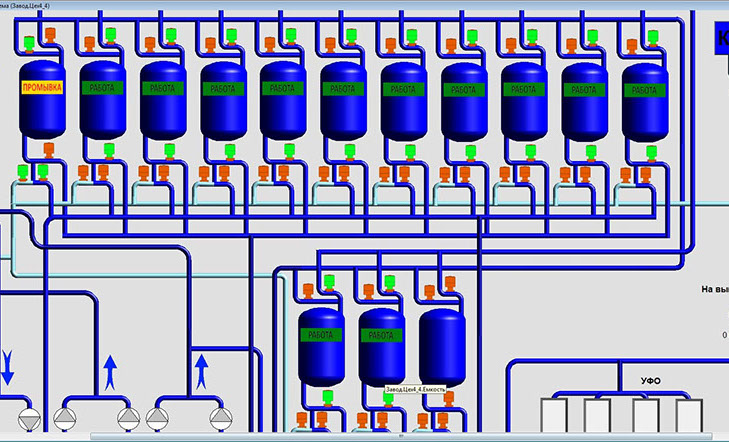 ема (Завод.Цех4_4)
К
ПРОМЫВКА РАБОТА РАБОТА РАБОТА РАБОТА РАБОТА РАБОТА РАБОТА РАБОТА РАБОТА РАБОТА
На вы
0
РАБОТА РАБОТА
Завод.Цех4_4.Емкость
УФО